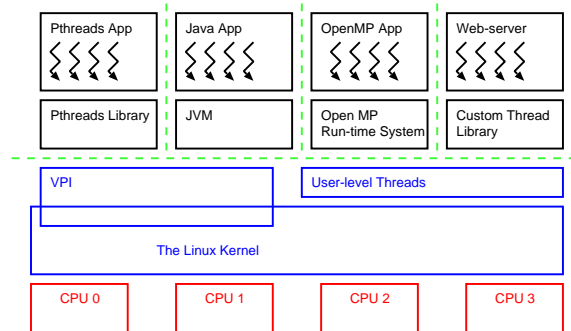 Pthreads App
Java App
OpenMP App
Web-server
Pthreads Library
JVM
Open MP
Run-time System
Custom Thread
Library
VPI
User-level Threads
The Linux Kernel
CPU 0
CPU 1
CPU 2
CPU 3